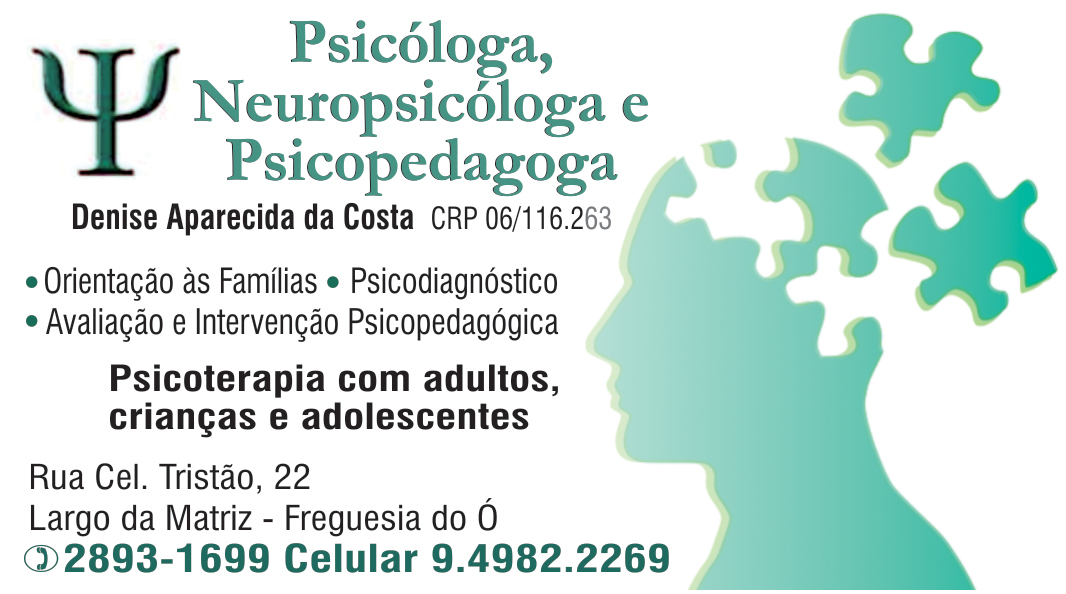 Ψ
Psicóloga,
Neuropsicóloga e
Psicopedagoga
Denise Aparecida da Costa CRP 06/116.263
• Orientação às Famílias • Psicodiagnóstico
• Avaliação e Intervenção Psicopedagógica
Psicoterapia com adultos,
crianças e adolescentes
Rua Cel. Tristão, 22
Largo da Matriz - Freguesia do Ó
✆ 2893-1699 Celular 9.4982.2269